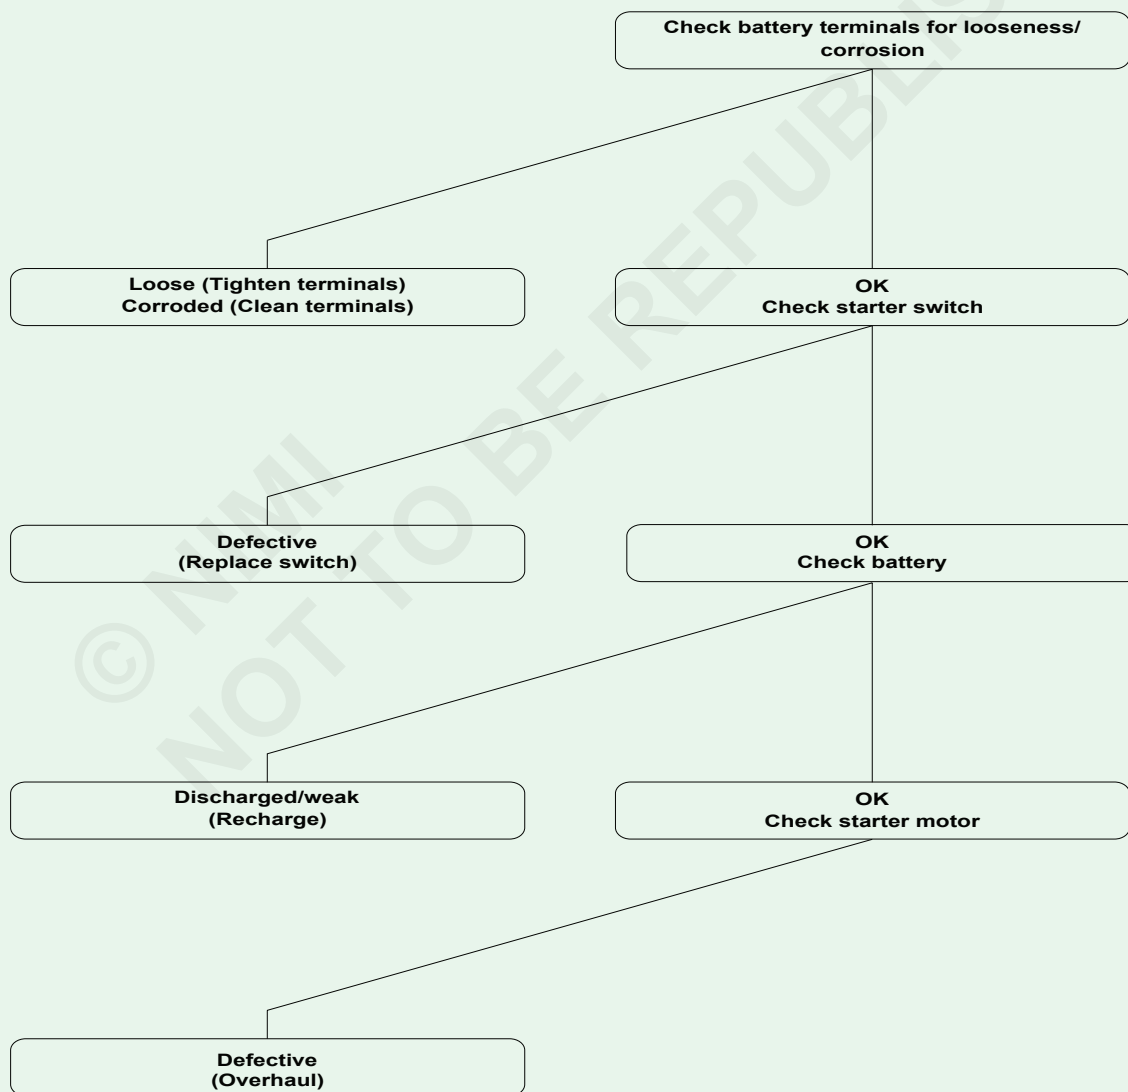 Check battery terminals for looseness/
corrosion
Loose (Tighten terminals)
Corroded (Clean terminals)
OK
Check starter switch
Defective
(Replace switch)
OK
Check battery
Discharged/weak
(Recharge)
OK
Check starter motor
Defective
(Overhaul)
© NIMI
NOT TO BE REPUBLIS